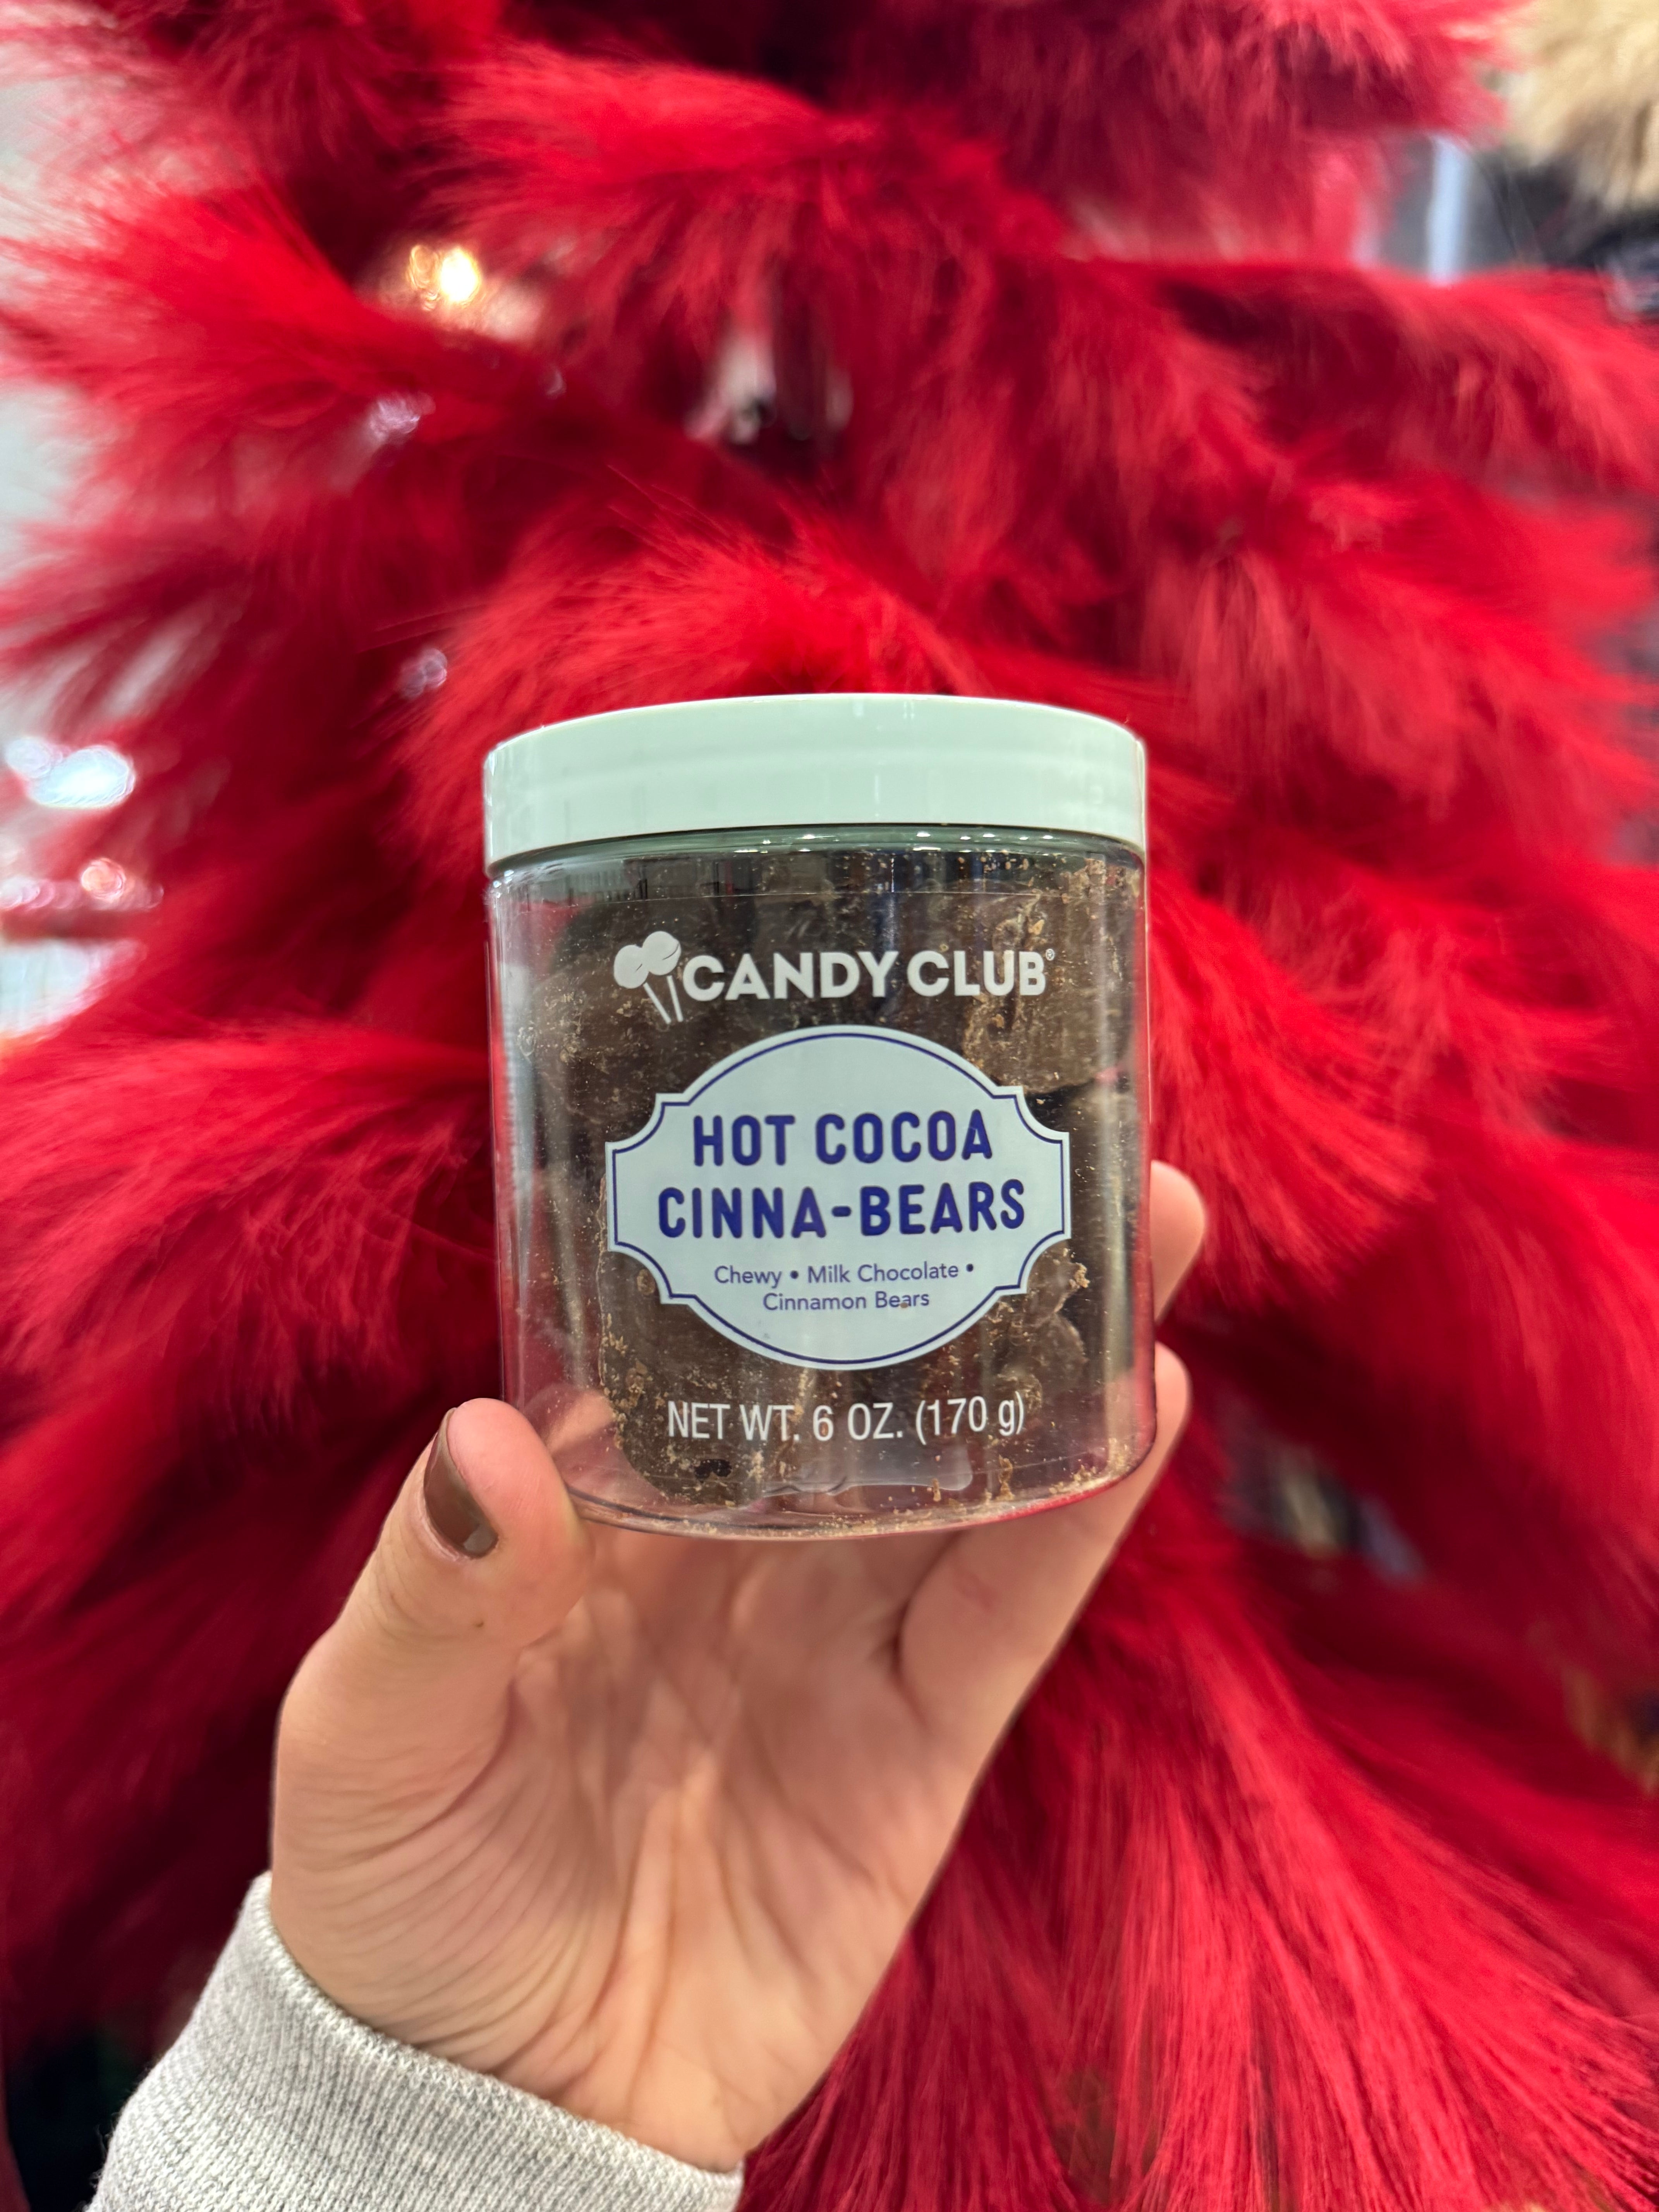 CANDY CLUB®
HOT COCOA
CINNA-BEARS
Chewy • Milk Chocolate •
Cinnamon Bears
NET WT. 6 OZ. (170 g)